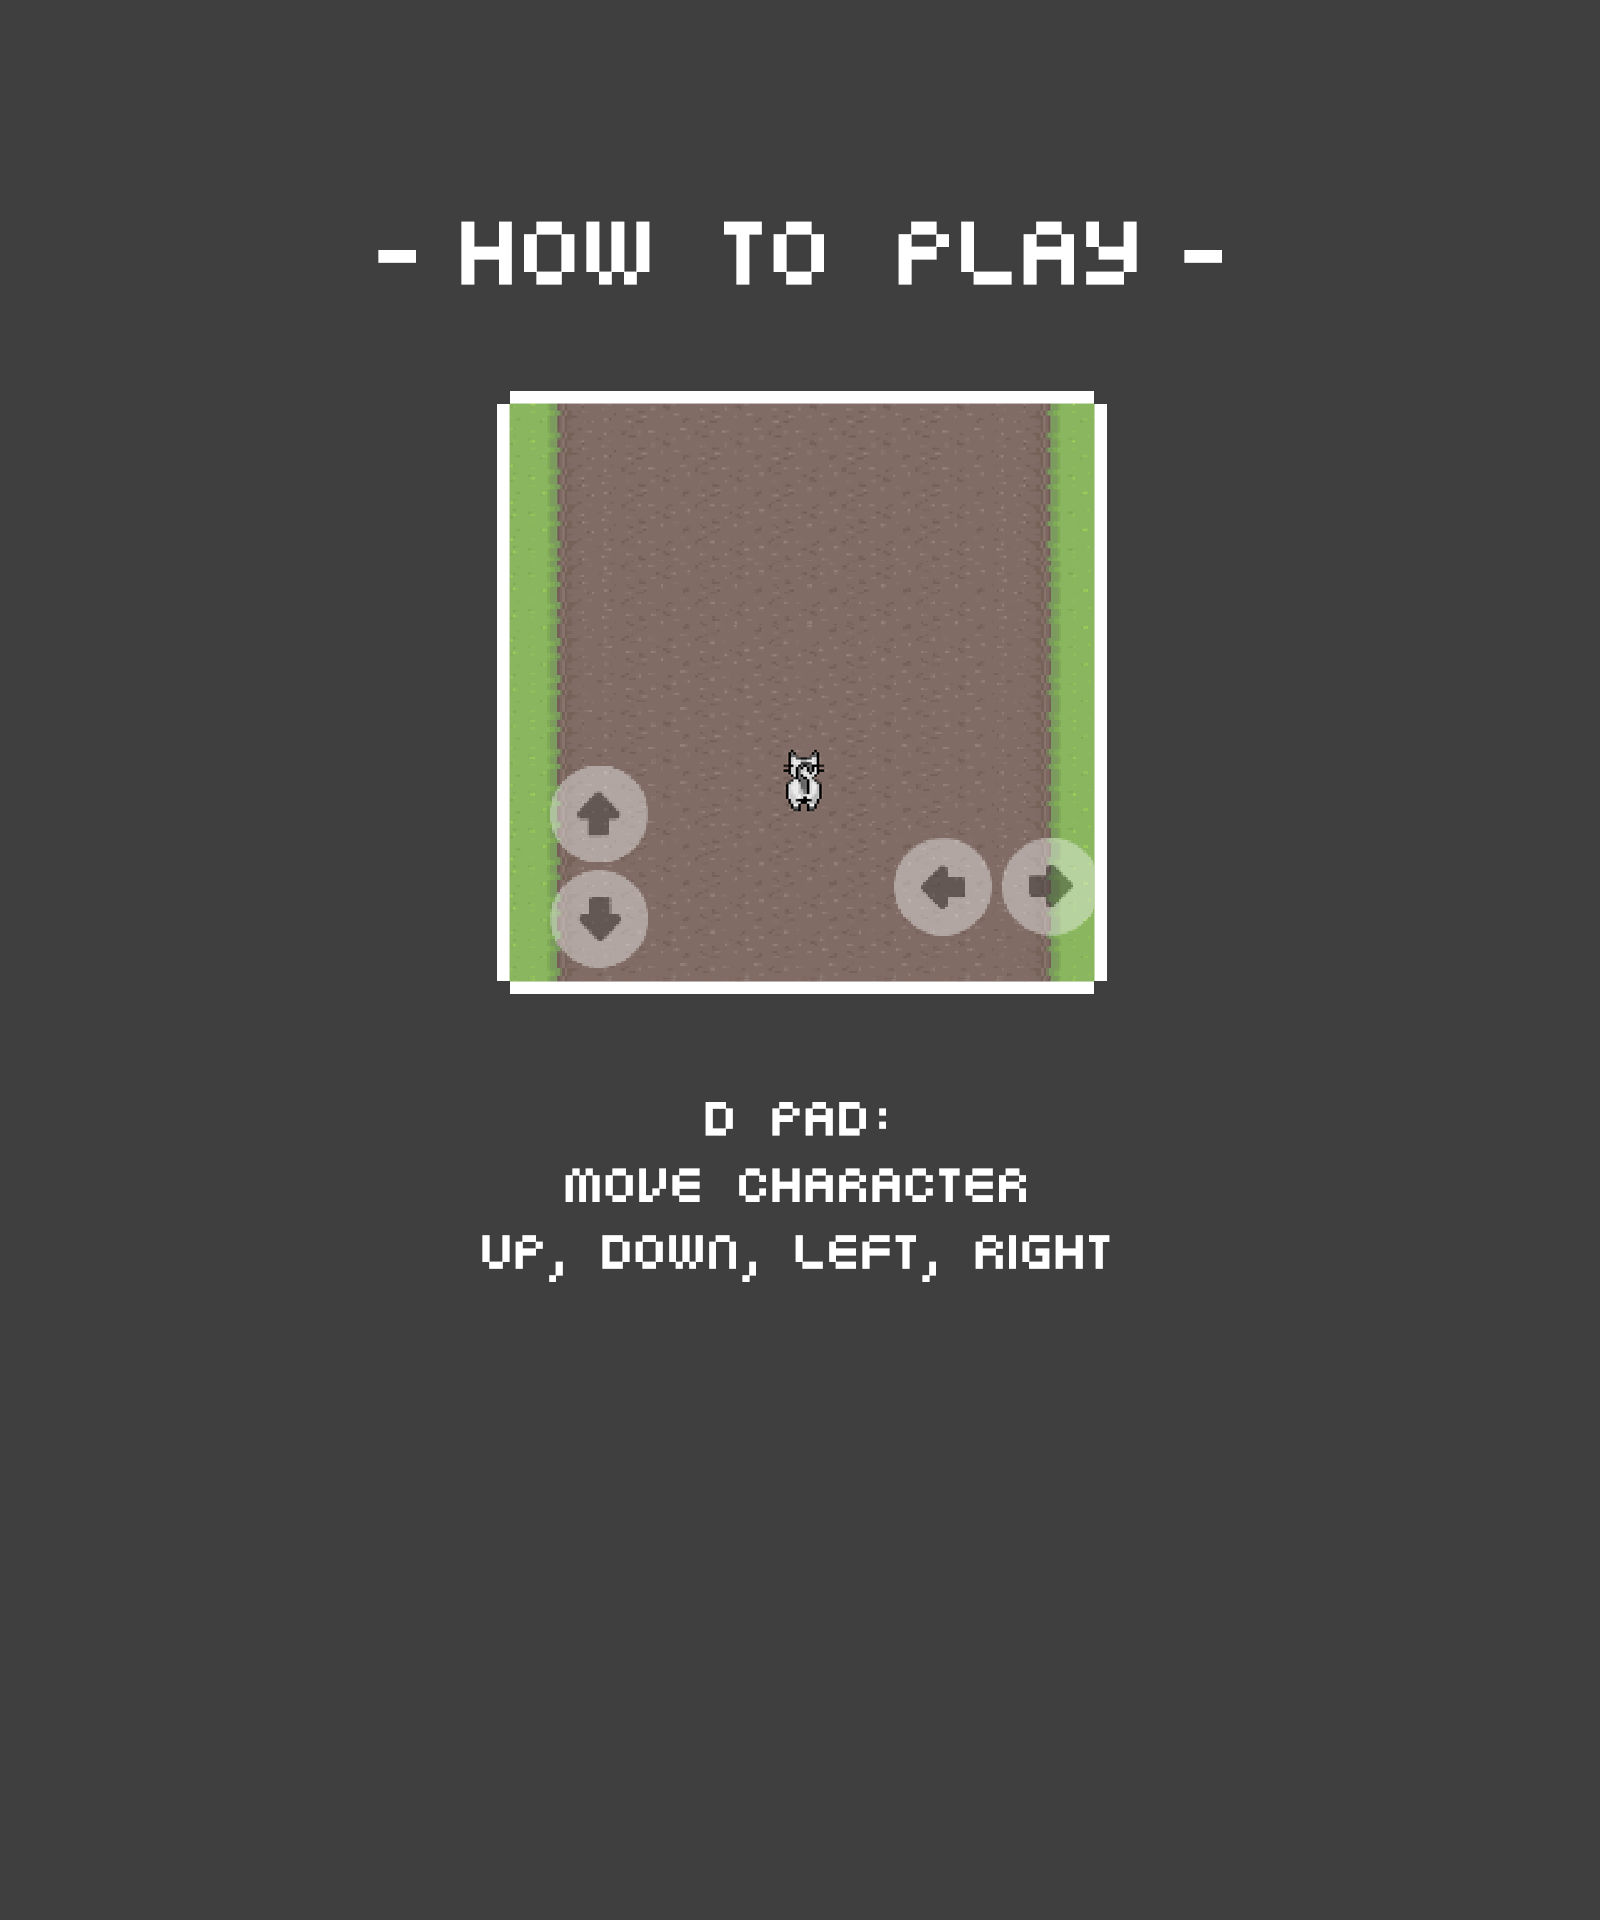 - HOW TO PLAY -
D PAD:
MOVE CHARACTER
UP, DOWN, LEFT, RIGHT